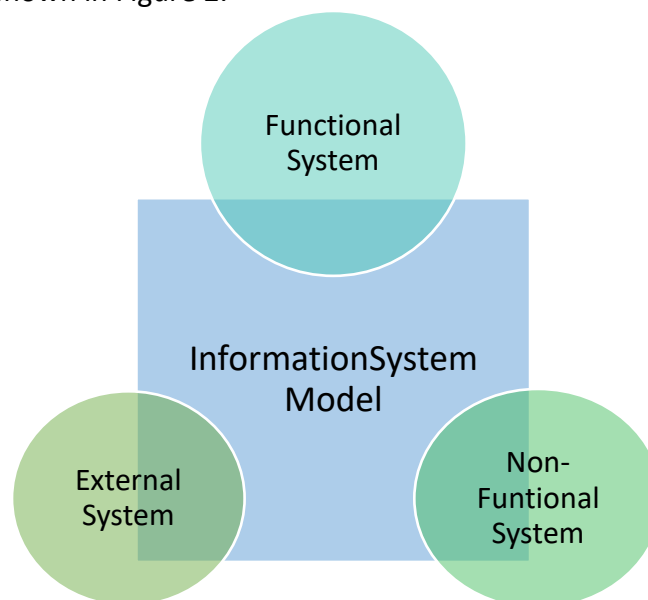 Functional
System
InformationSystem
Model
External
System
Non-
Funtional
System